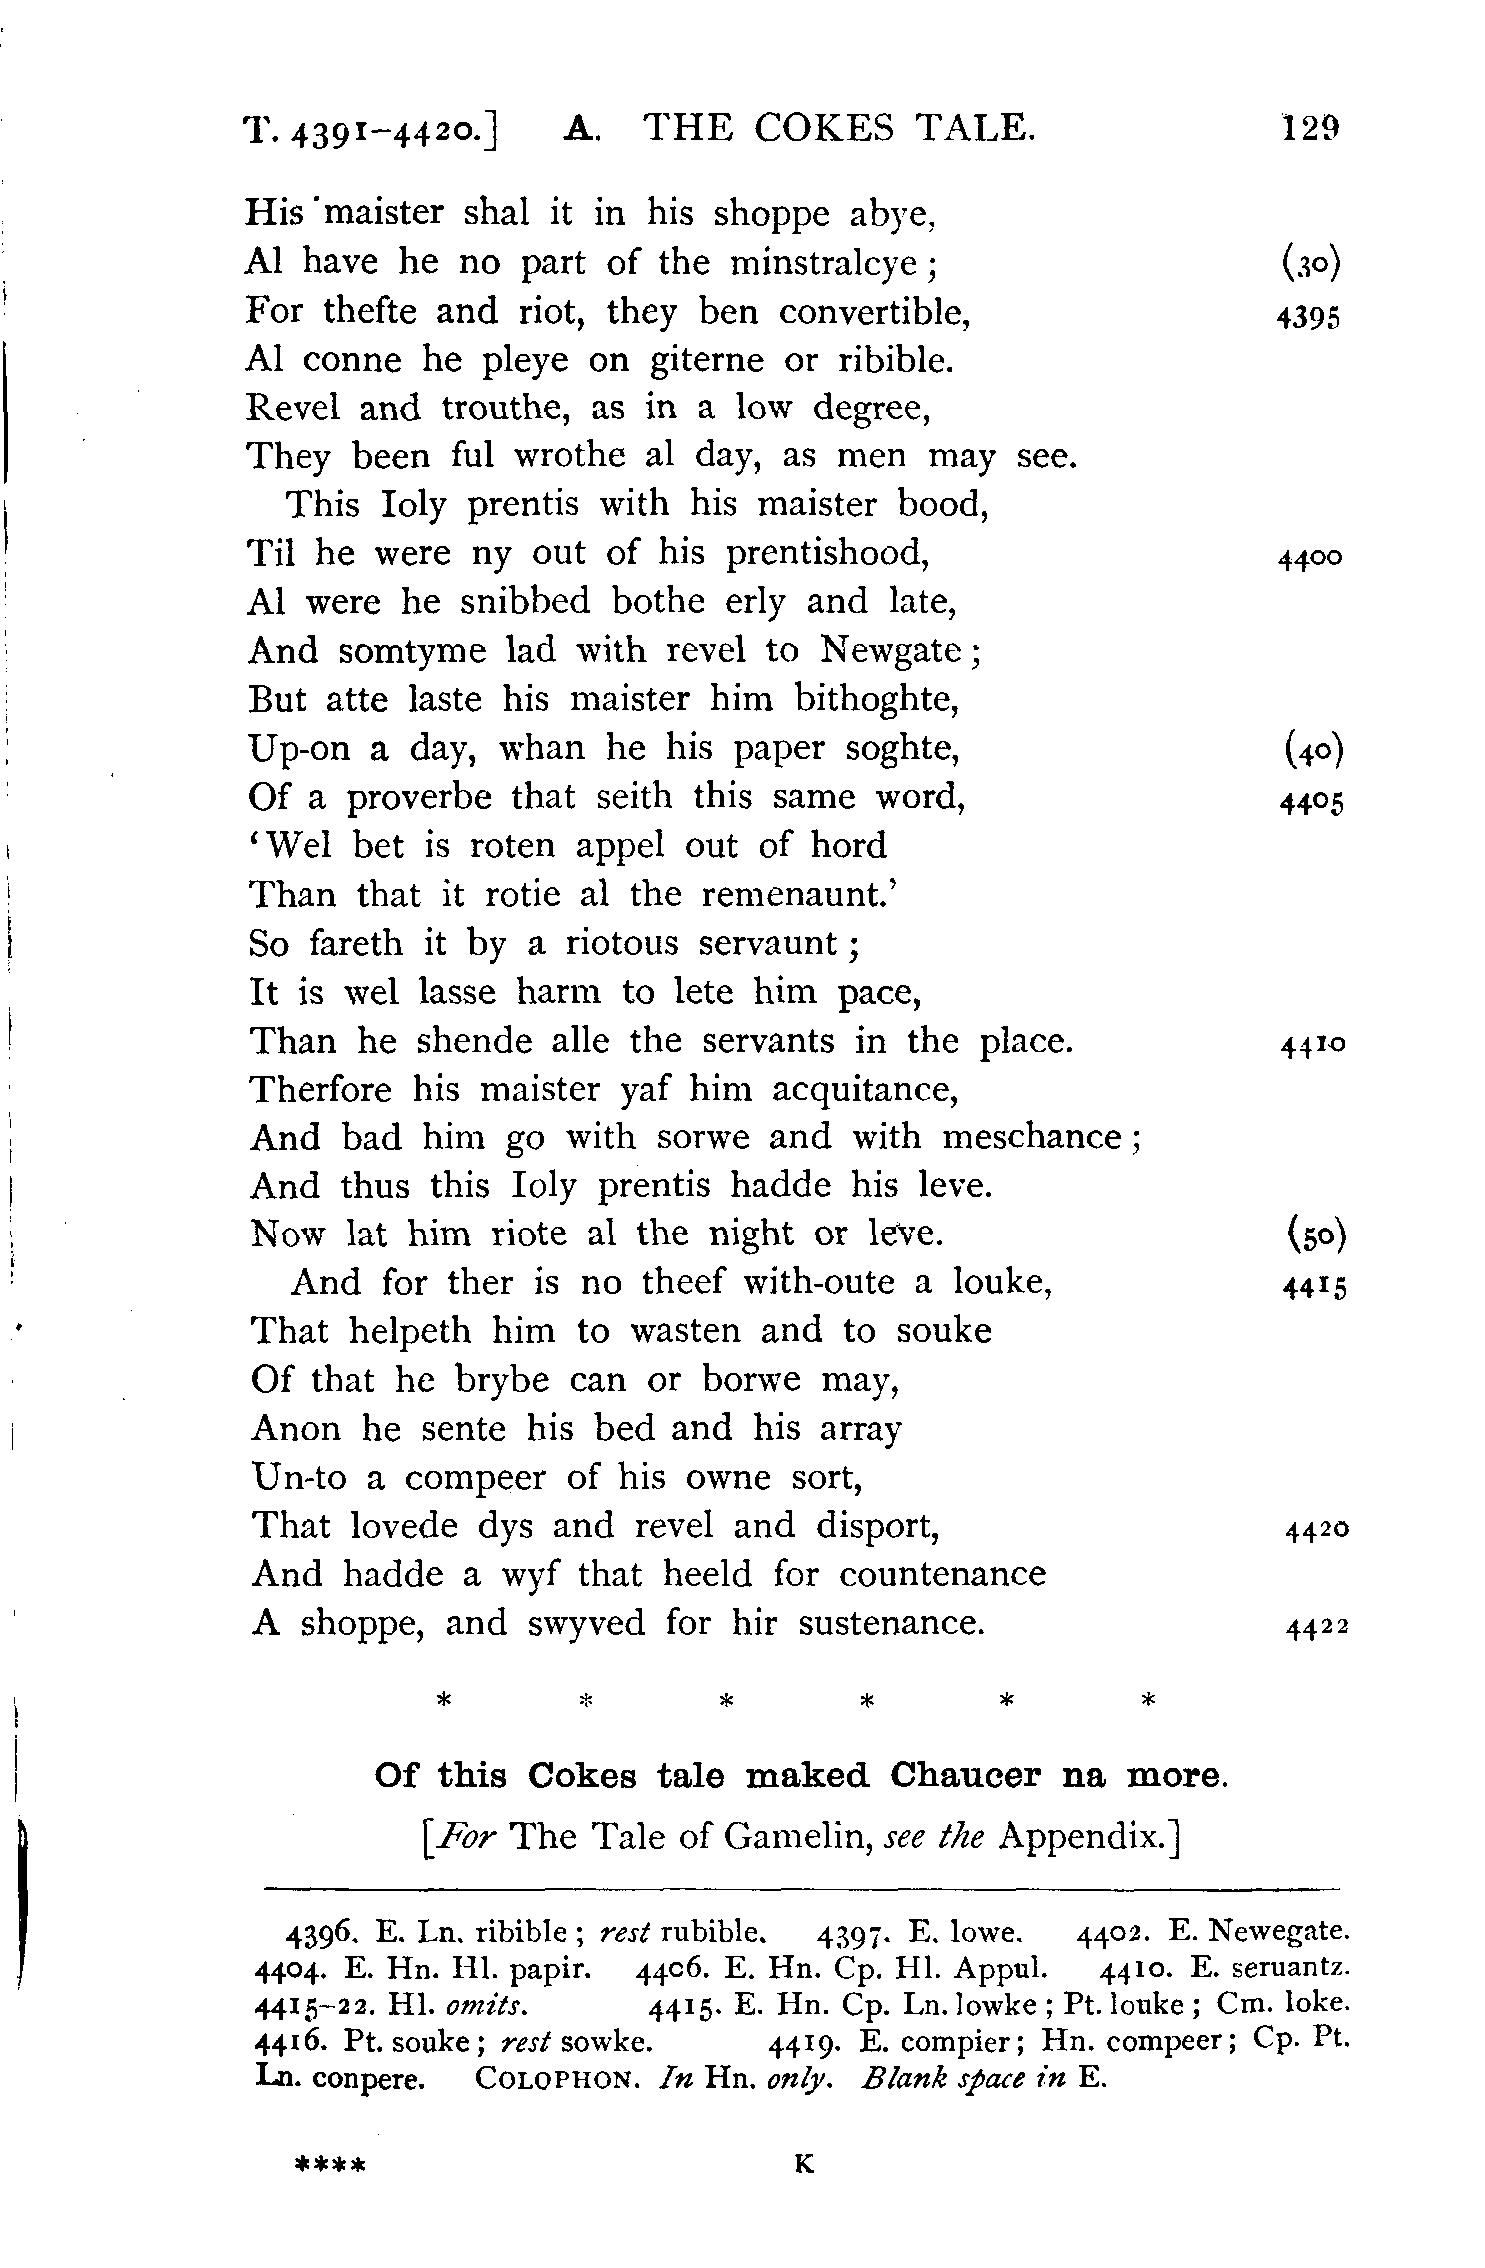 T. 4391–4420.] A. THE COKES TALE. 129
His maister shal it in his shoppe abye,
Al have he no part of the minstralcye ; (30)
For thefte and riot, they ben convertible, 4395
Al conne he pleye on giterne or ribible.
Revel and trouthe, as in a low degree,
They been ful wrothe al day, as men may see.
This Ioly prentis with his maister bood,
Til he were ny out of his prentishood, 4400
Al were he snibbed bothe erly and late,
And somtyme lad with revel to Newgate ;
But atte laste his maister him bithoghte,
Up-on a day, whan he his paper soghte, (40)
Of a proverbe that seith this same word, 4405
‘Wel bet is roten appel out of hord
Than that it rotie al the remenaunt.’
So fareth it by a riotous servaunt ;
It is wel lasse harm to lete him pace,
Than he shende alle the servants in the place. 4410
Therfore his maister yaf him acquitance,
And bad him go with sorwe and with meschance ;
And thus this Ioly prentis hadde his leve.
Now lat him riote al the night or leve. (50)
And for ther is no theef with-oute a louke, 4415
That helpeth him to wasten and to souke
Of that he brybe can or borwe may,
Anon he sente his bed and his array
Un-to a compeer of his owne sort,
That lovede dys and revel and disport, 4420
And hadde a wyf that heeld for countenance
A shoppe, and swyved for hir sustenance. 4422
* * * * * *
Of this Cokes tale maked Chaucer na more.
[For The Tale of Gamelin, see the Appendix.]
4396. E. Ln. ribible ; rest rubible. 4397. E. lowe. 4402. E. Newegate.
4404. E. Hn. Hl. papir. 4406. E. Hn. Cp. Hl. Appul. 4410. E. seruantz.
4415–22. Hl. omits. 4415. E. Hn. Cp. Ln. lowke ; Pt. louke ; Cm. loke.
4416. Pt. souke ; rest sowke. 4419. E. compier ; Hn. compeer ; Cp. Pt.
Ln. conpere. COLOPHON. In Hn. only. Blank space in E.
**** K